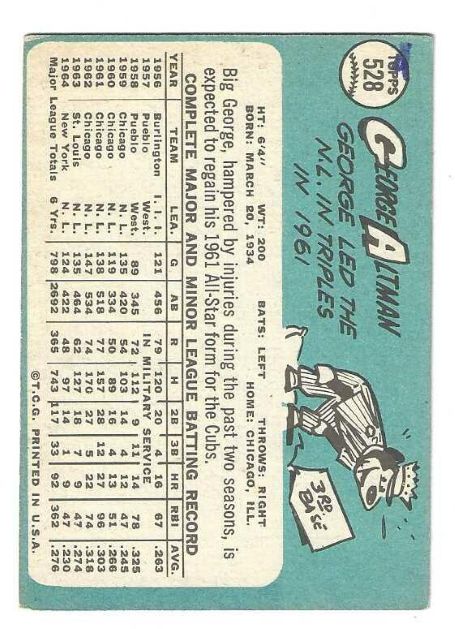 TOPPS
528
GEORGE ALTMAN
GEORGE LED THE
N.L. IN TRIPLES
IN 1961
3RD.
BASE
HT: 6'4" WT: 200 BATS: LEFT THROWS: RIGHT
BORN: MARCH 20, 1934 HOME: CHICAGO, ILL.
Big George, hampered by injuries during the past two seasons, is
expected to regain his 1961 All-Star form for the Cubs.
COMPLETE MAJOR AND MINOR LEAGUE BATTING RECORD
YEAR TEAM LEA. G AB R H 2B 3B HR RBI AVG.
1956 Burlington I. I. I. 121 456 79 120 20 4 16 67 .263
1957 Pueblo West. IN MILITARY SERVICE
1958 Pueblo West. 89 345 72 112 9 11 14 78 .325
1959 Chicago N. L. 135 420 54 103 14 4 12 47 .245
1960 Chicago N. L. 119 334 50 89 16 4 13 51 .266
1961 Chicago N. L. 138 518 77 157 28 12 27 96 .303
1962 Chicago N. L. 147 534 74 170 27 5 22 74 .318
1963 St. Louis N. L. 135 464 62 127 18 7 9 47 .274
1964 New York N. L. 124 422 48 97 14 1 9 47 .230
Major League Totals 6 Yrs. 798 2692 365 743 117 33 92 362 .276
©T.C.G. PRINTED IN U.S.A.